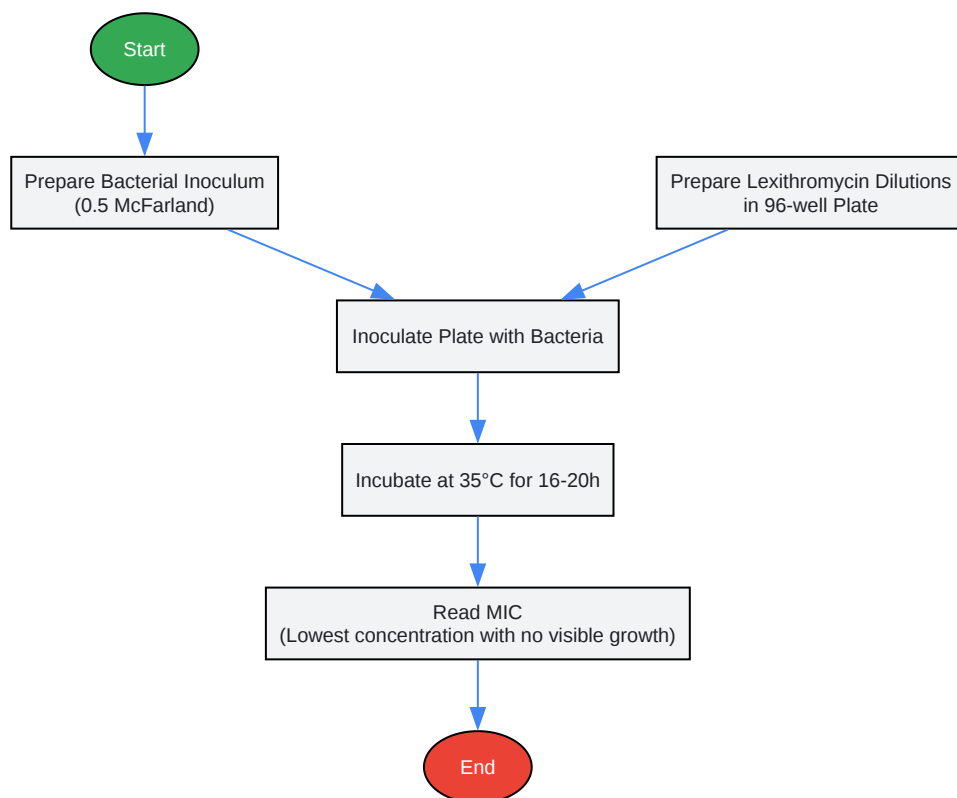 Start
Prepare Bacterial Inoculum
(0.5 McFarland)
Prepare Lexithromycin Dilutions
in 96-well Plate
Inoculate Plate with Bacteria
Incubate at 35°C for 16-20h
Read MIC
(Lowest concentration with no visible growth)
End